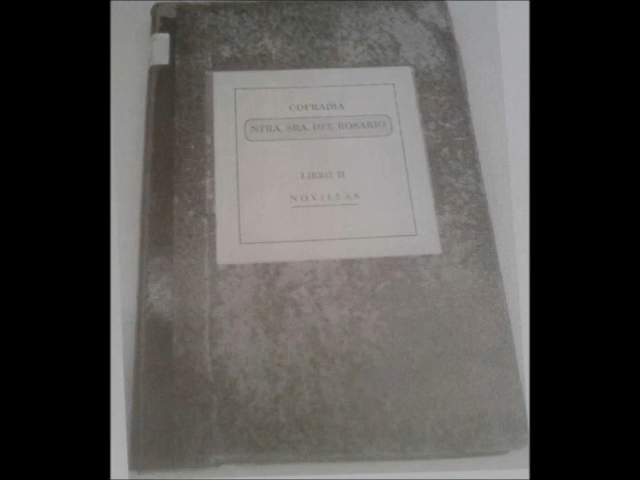 COFRADIA
NTRA. SRA. DEL ROSARIO
LIBRO II
NOVILLAS